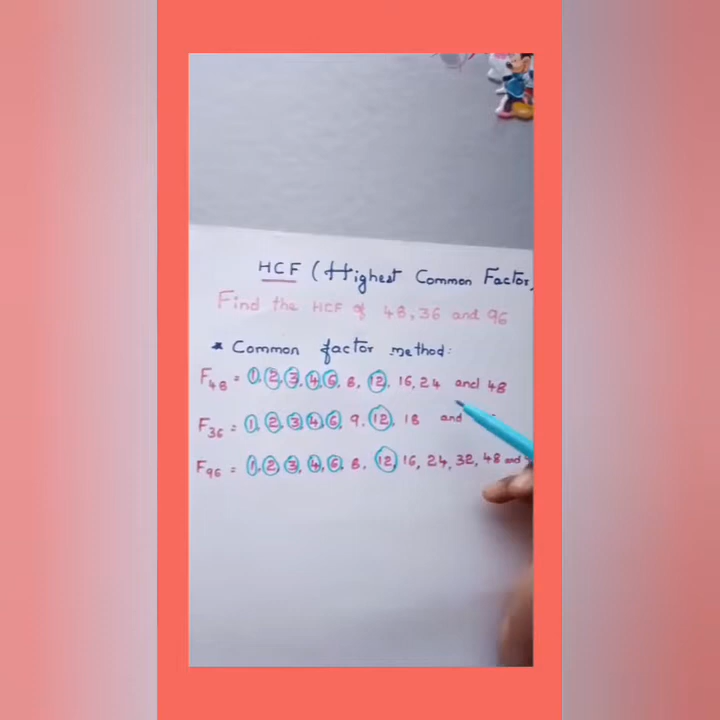 HCF (Highest Common Factor)
Find the HCF of 48, 36 and 96
* Common factor method:
F48 = 1, 2, 3, 4, 6, 8, 12, 16, 24 and 48
F36 = 1, 2, 3, 4, 6, 9, 12, 18 and
F96 = 1, 2, 3, 4, 6, 8, 12, 16, 24, 32, 48 and